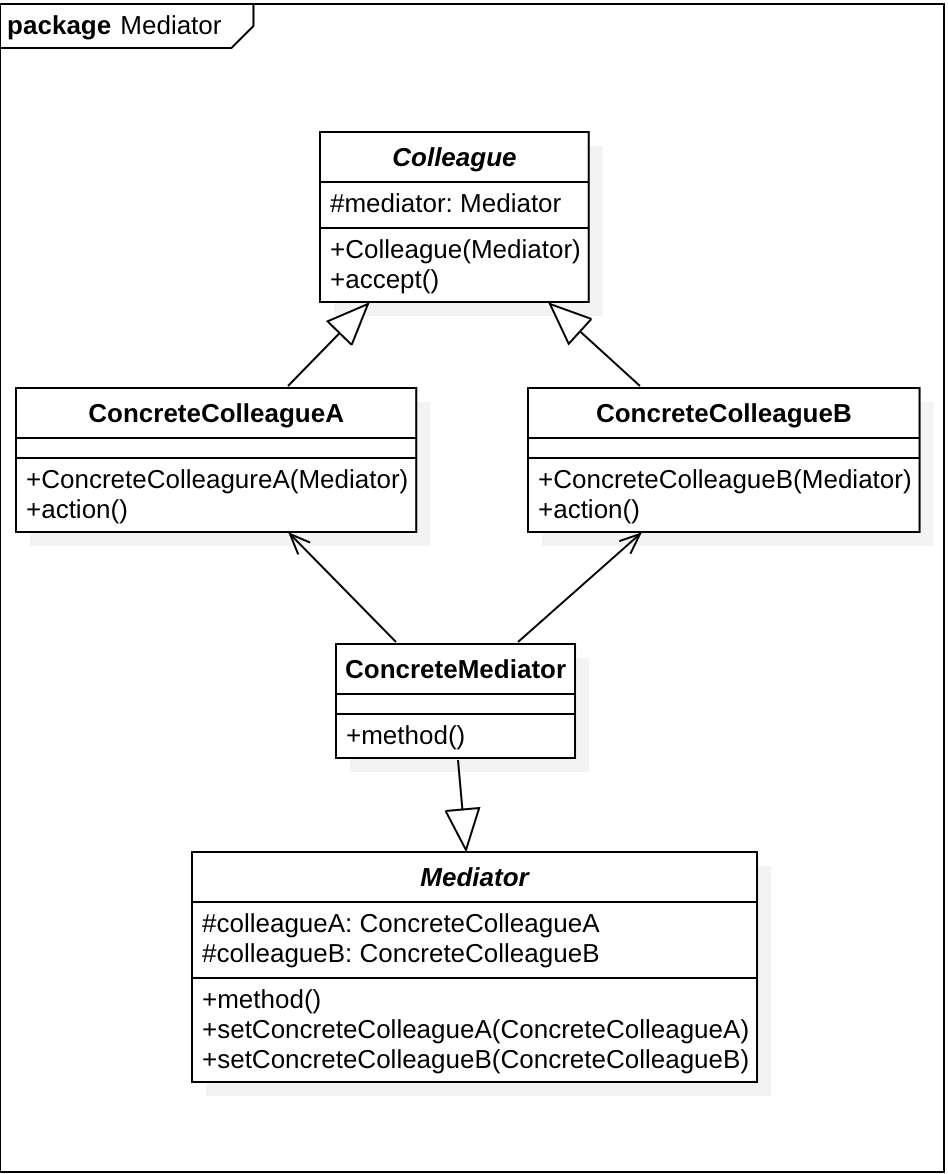 package Mediator
Colleague
#mediator: Mediator
+Colleague(Mediator)
+accept()
ConcreteColleagueA
+ConcreteColleagureA(Mediator)
+action()
ConcreteColleagueB
+ConcreteColleagueB(Mediator)
+action()
ConcreteMediator
+method()
Mediator
#colleagueA: ConcreteColleagueA
#colleagueB: ConcreteColleagueB
+method()
+setConcreteColleagueA(ConcreteColleagueA)
+setConcreteColleagueB(ConcreteColleagueB)